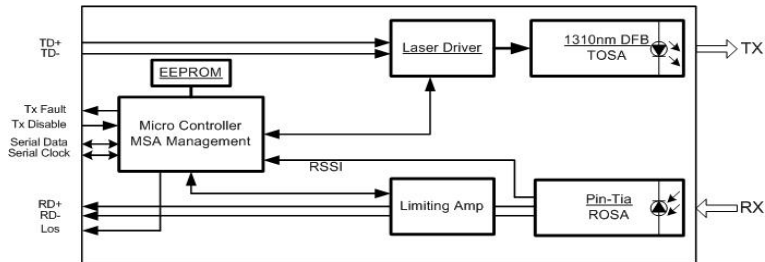 TD+
TD-
Laser Driver
1310nm DFB
TOSA
TX
EEPROM
Tx Fault
Tx Disable
Serial Data
Serial Clock
Micro Controller
MSA Management
RSSI
RD+
RD-
Los
Limiting Amp
Pin-Tia
ROSA
RX